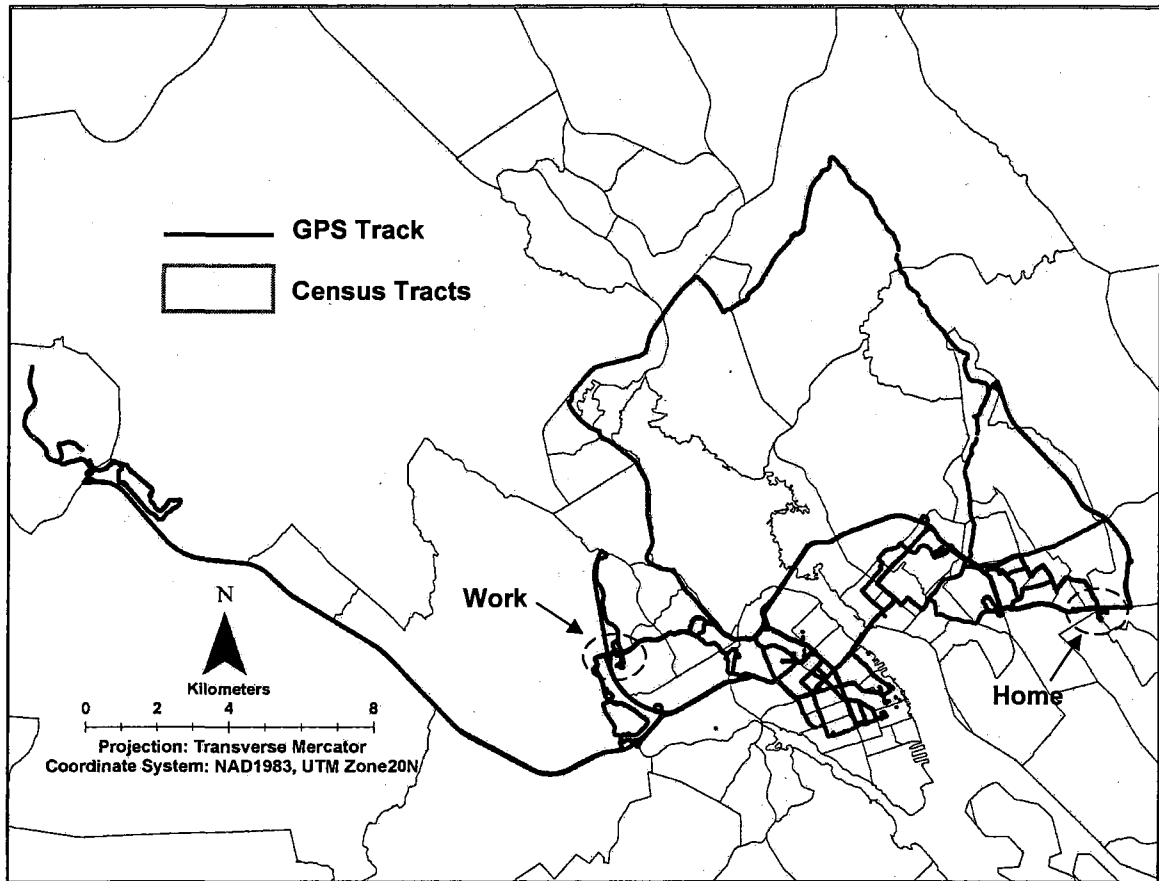 GPS Track
Census Tracts
Work
N
Kilometers
0 2 4 8
Projection: Transverse Mercator
Coordinate System: NAD1983, UTM Zone20N
Home